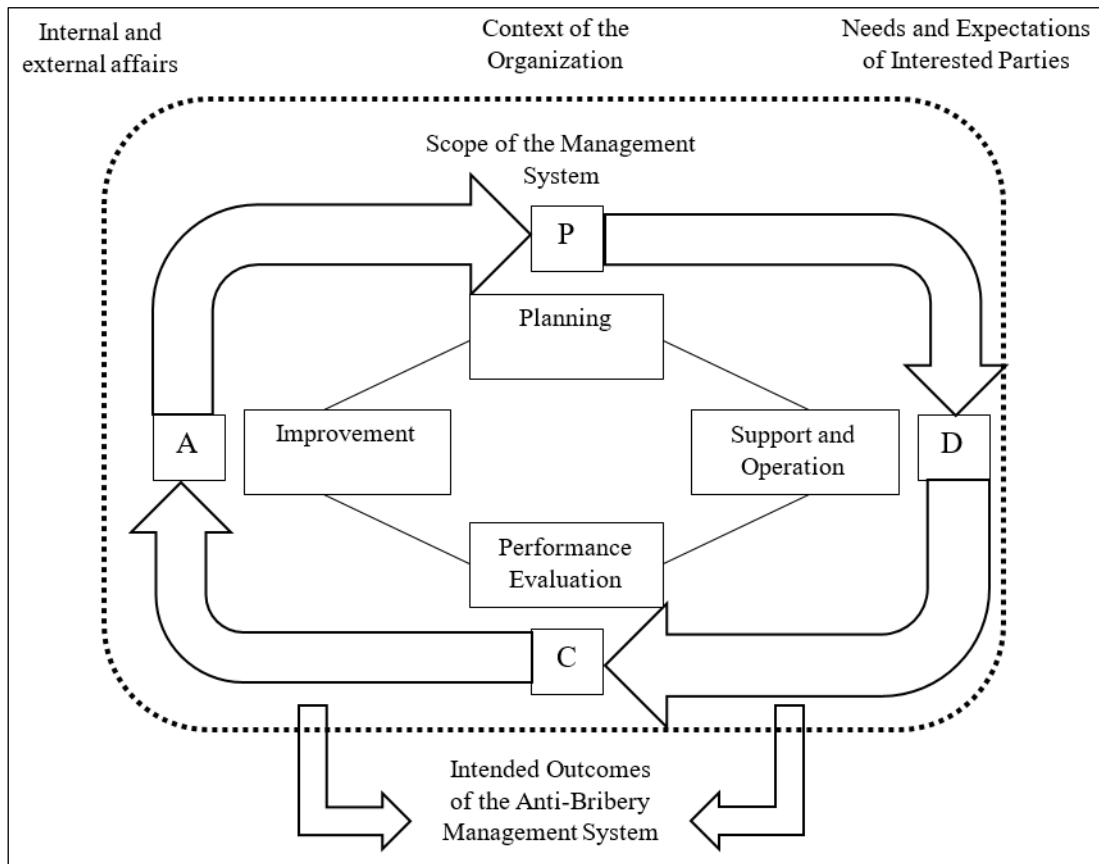 Internal and
external affairs
Context of the
Organization
Needs and Expectations
of Interested Parties
Scope of the Management
System
P
Planning
A
Improvement
Support and
Operation
D
Performance
Evaluation
C
Intended Outcomes
of the Anti-Bribery
Management System